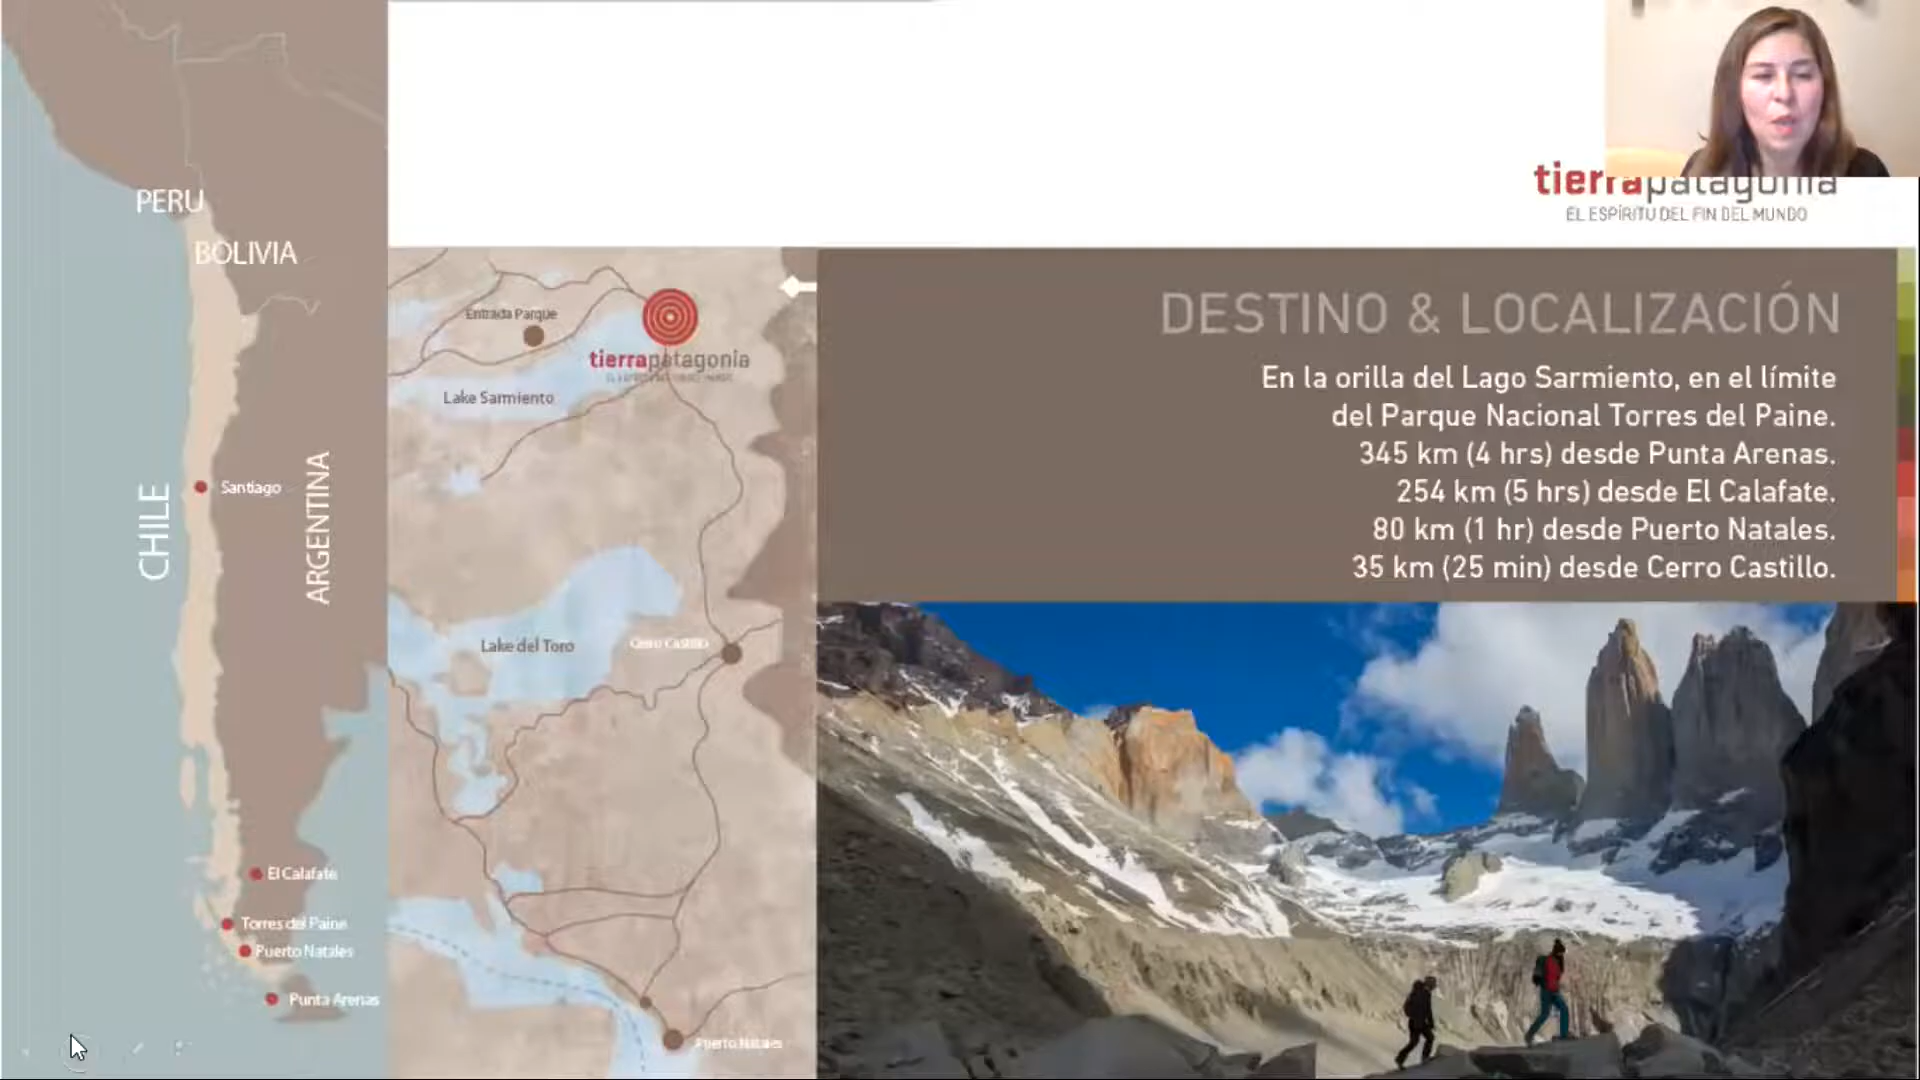 PERU
BOLIVIA
CHILE
ARGENTINA
Santiago
El Calafate
Torres del Paine
Puerto Natales
Punta Arenas
Entrada Parque
tierrapatagonia
Lake Sarmiento
Lake del Toro
Cerro Castillo
Puerto Natales
tierrapatagonia
EL ESPÍRITU DEL FIN DEL MUNDO
DESTINO & LOCALIZACIÓN
En la orilla del Lago Sarmiento, en el límite
del Parque Nacional Torres del Paine.
345 km (4 hrs) desde Punta Arenas.
254 km (5 hrs) desde El Calafate.
80 km (1 hr) desde Puerto Natales.
35 km (25 min) desde Cerro Castillo.